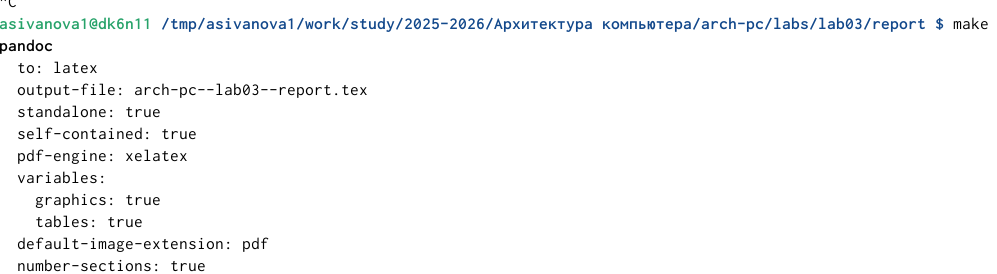 ^C
asivanova1@dk6n11 /tmp/asivanova1/work/study/2025-2026/Архитектура компьютера/arch-pc/labs/lab03/report $ make
pandoc
  to: latex
  output-file: arch-pc--lab03--report.tex
  standalone: true
  self-contained: true
  pdf-engine: xelatex
  variables:
    graphics: true
    tables: true
  default-image-extension: pdf
  number-sections: true